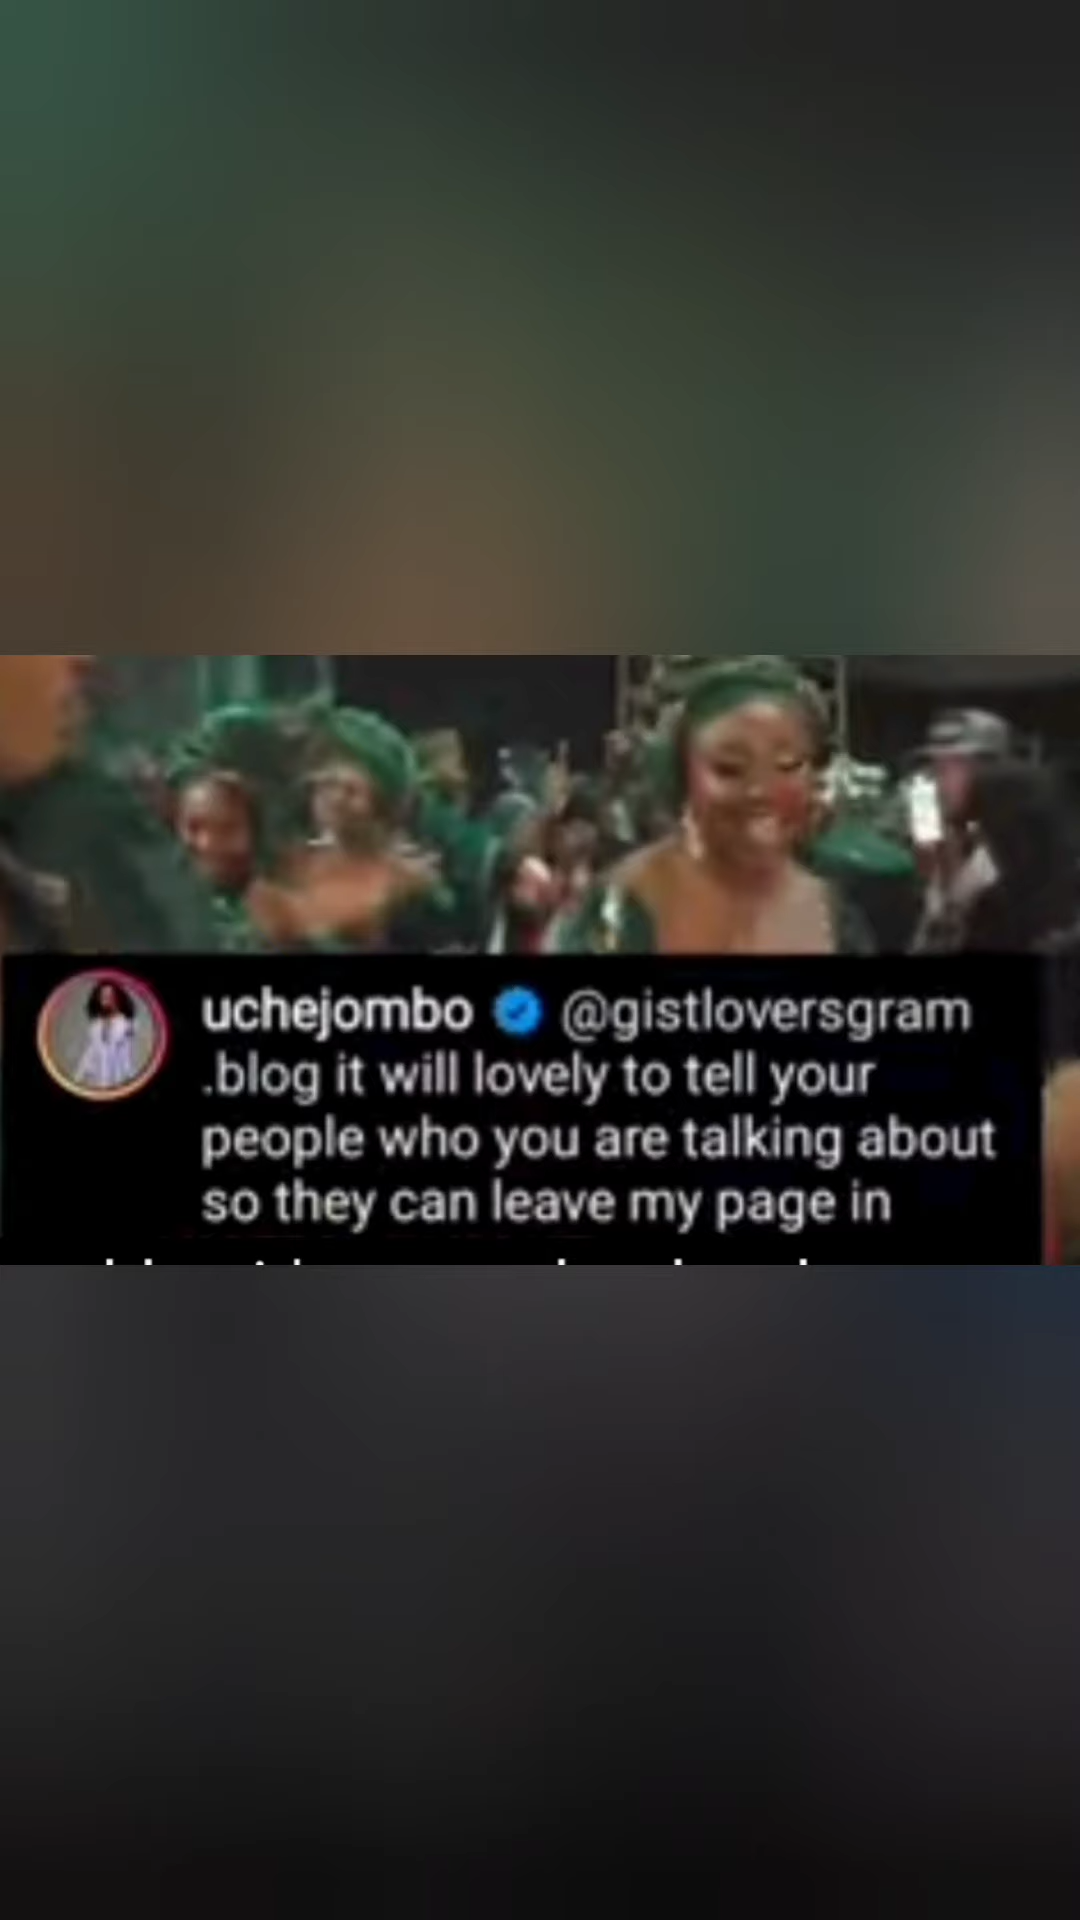 uchejombo @gistloversgram
.blog it will lovely to tell your
people who you are talking about
so they can leave my page in